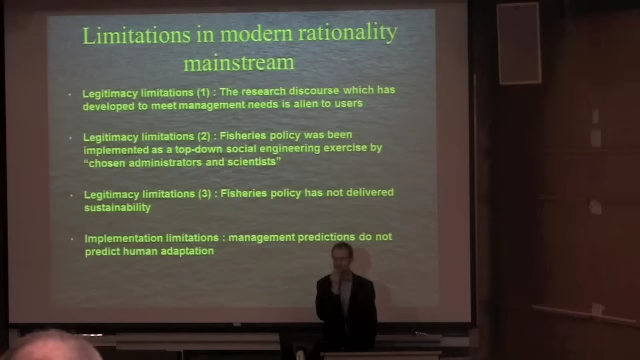 Limitations in modern rationality
mainstream
• Legitimacy limitations (1) : The research discourse which has
developed to meet management needs is alien to users
• Legitimacy limitations (2) : Fisheries policy was been
implemented as a top-down social engineering exercise by
“chosen administrators and scientists”
• Legitimacy limitations (3) : Fisheries policy has not delivered
sustainability
• Implementation limitations : management predictions do not
predict human adaptation